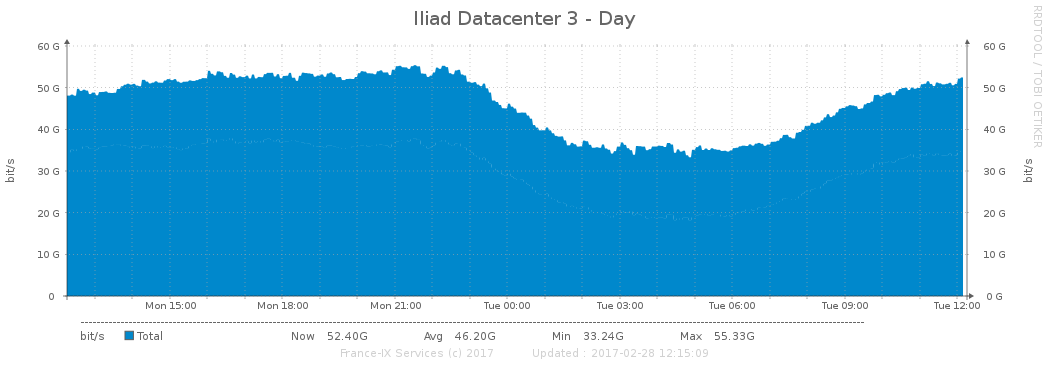 Iliad Datacenter 3 - Day
RRDTOOL / TOBI OETIKER
60 G 60 G
50 G 50 G
40 G 40 G
30 G 30 G
20 G 20 G
10 G 10 G
0 0 G
bit/s bit/s
Mon 15:00 Mon 18:00 Mon 21:00 Tue 00:00 Tue 03:00 Tue 06:00 Tue 09:00 Tue 12:00
bit/s Total Now 52.40G Avg 46.20G Min 33.24G Max 55.33G
France-IX Services (c) 2017 Updated : 2017-02-28 12:15:09